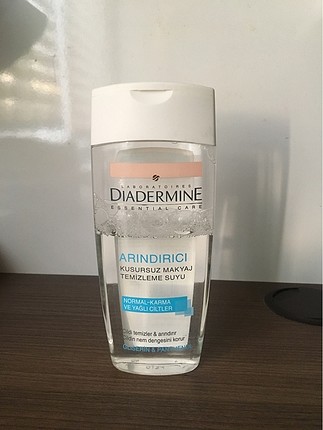 LABORATOIRES
DIADERMINE
ESSENTIAL CARE
ARINDIRICI
KUSURSUZ MAKYAJ
TEMİZLEME SUYU
NORMAL-KARMA
VE YAĞLI CİLTLER
temizler & arındırır
nem dengesini korur
& PANTHENOL